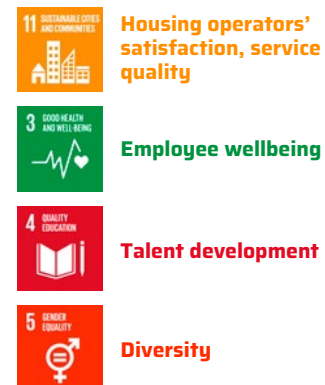 11 SUSTAINABLE CITIES
AND COMMUNITIES
Housing operators'
satisfaction, service
quality
3 GOOD HEALTH
AND WELL-BEING
Employee wellbeing
4 QUALITY
EDUCATION
Talent development
5 GENDER
EQUALITY
Diversity